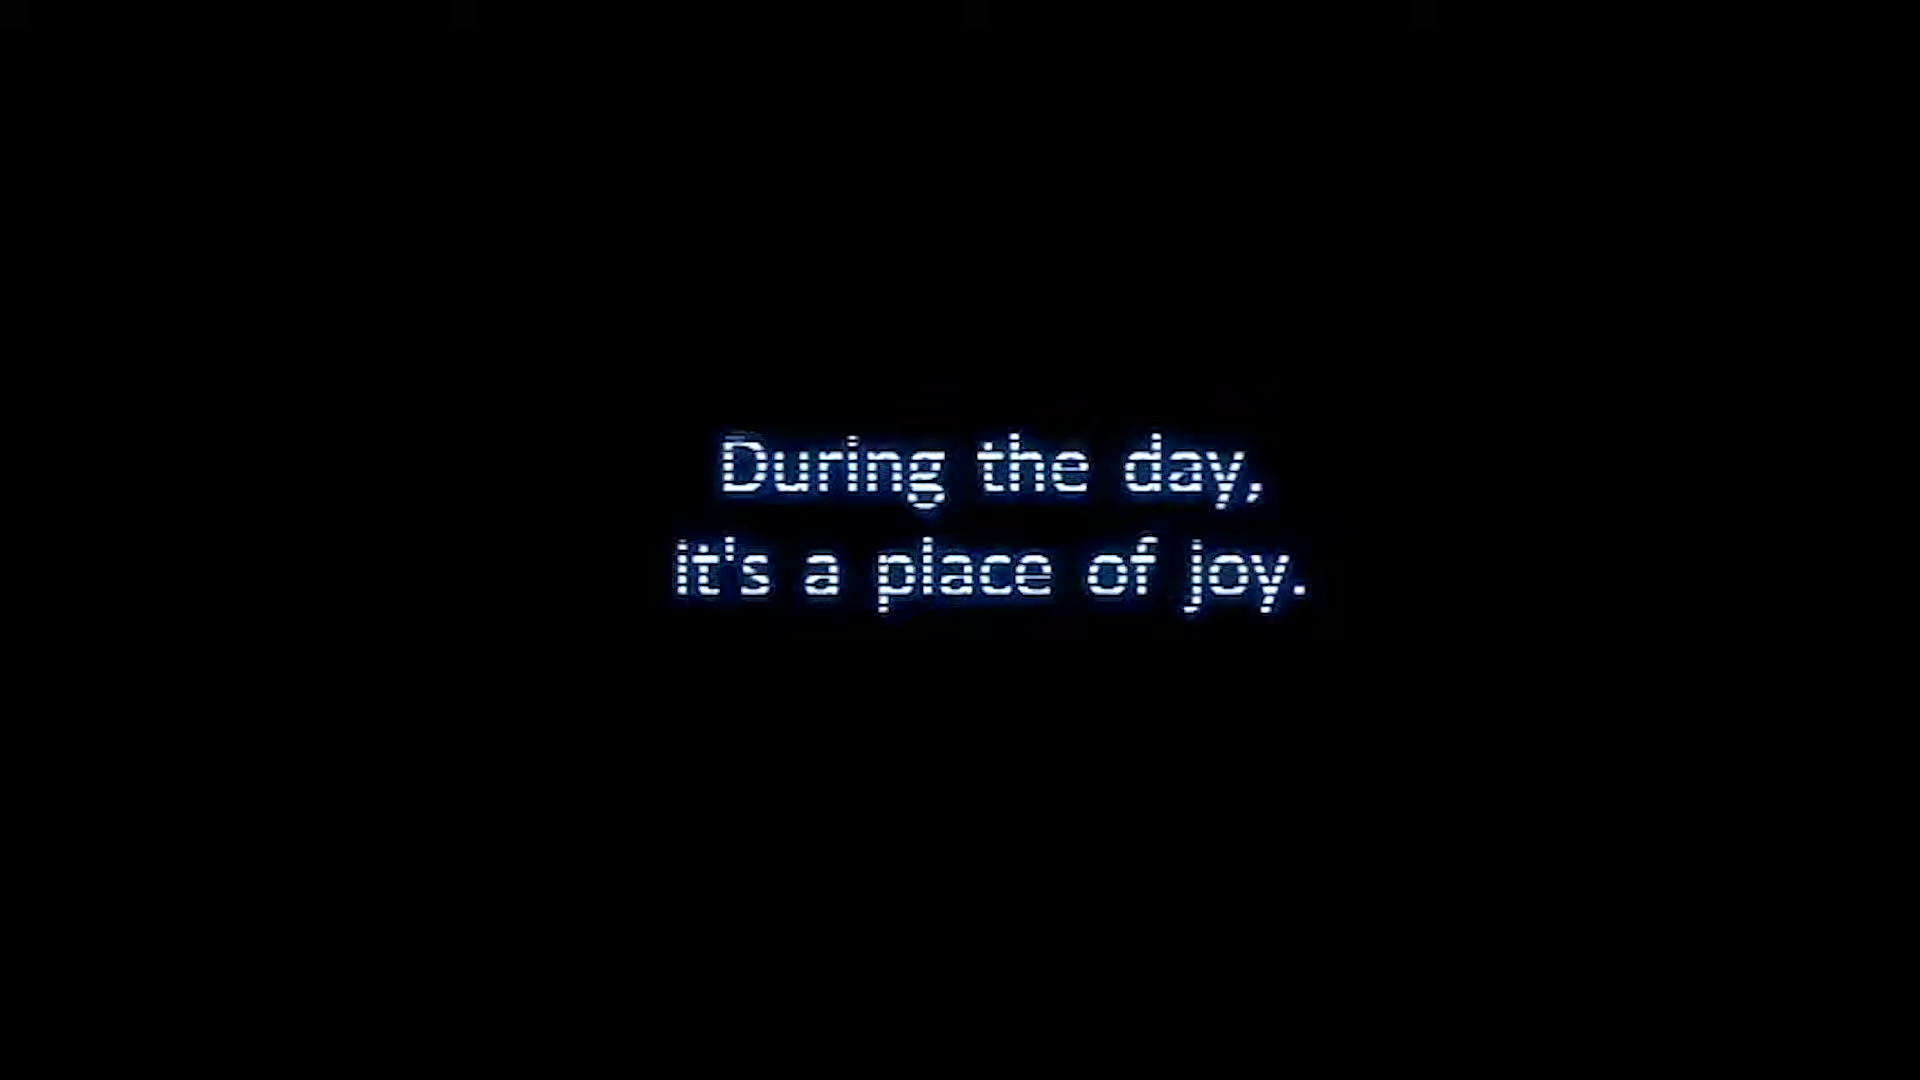 During the day,
it's a place of joy.